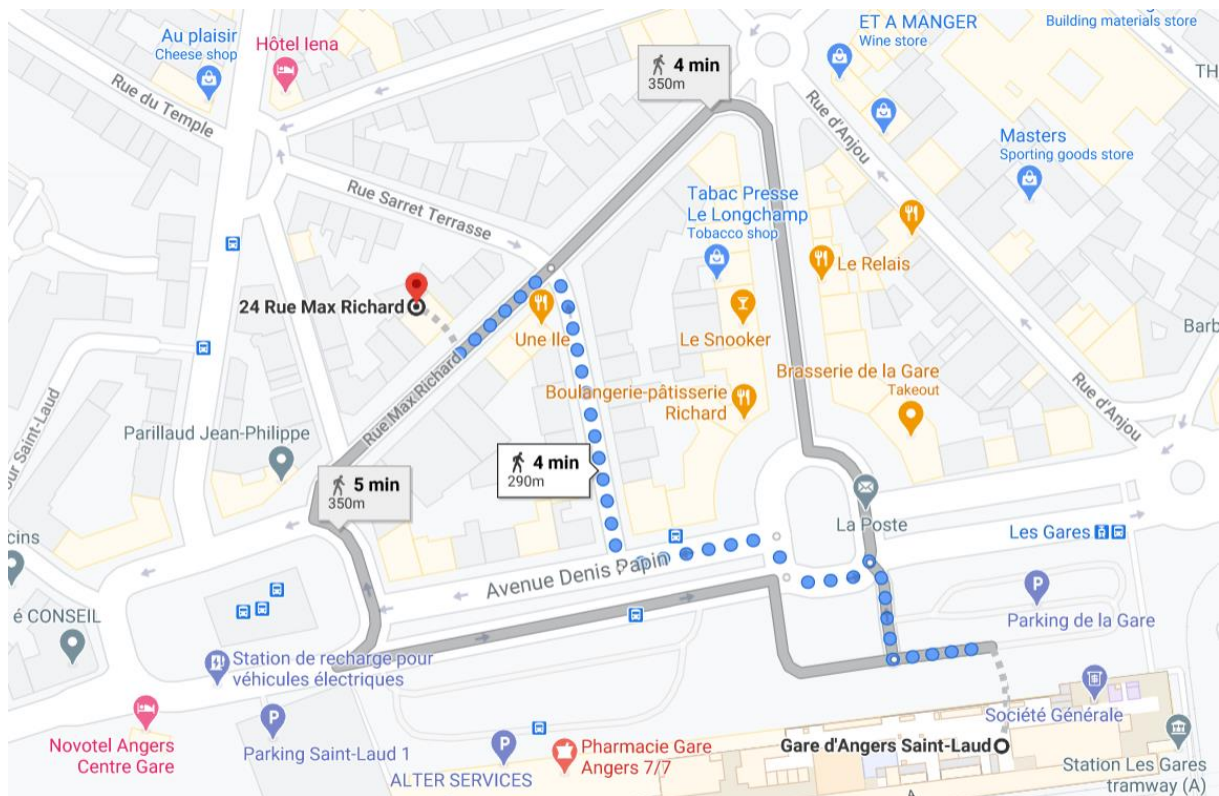 ET A MANGER
Wine store
Building materials store
Au plaisir
Cheese shop
Hôtel Iena
4 min
350m
TH
Rue du Temple
Rue d'Anjou
Masters
Sporting goods store
Rue Sarret Terrasse
Tabac Presse
Le Longchamp
Tobacco shop
Le Relais
24 Rue Max Richard
Une Ile
Le Snooker
Barb
Brasserie de la Gare
Takeout
Boulangerie-pâtisserie
Richard
Rue Max Richard
Rue d'Anjou
Parillaud Jean-Philippe
our Saint-Laud
4 min
290m
5 min
350m
La Poste
Les Gares
cins
Avenue Denis Papin
é CONSEIL
P
Parking de la Gare
Station de recharge pour
véhicules électriques
Société Générale
Novotel Angers
Centre Gare
P
Parking Saint-Laud 1
P
ALTER SERVICES
Pharmacie Gare
Angers 7/7
Gare d'Angers Saint-Laud
Station Les Gares
tramway (A)